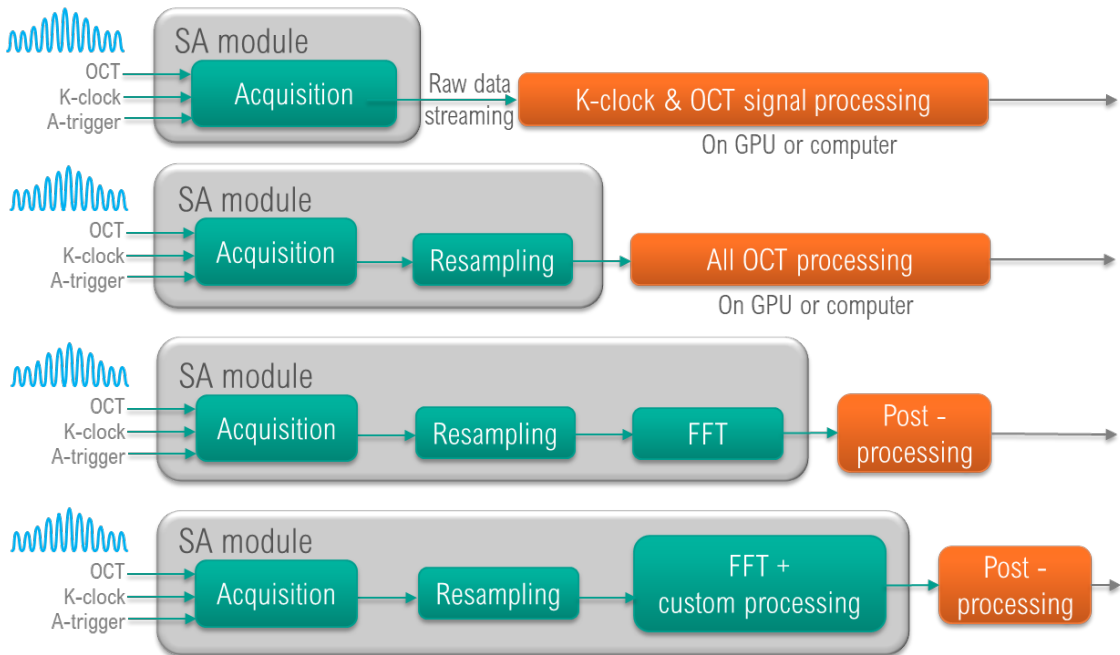 SA module
OCT
K-clock
A-trigger
Acquisition
Raw data
streaming
K-clock & OCT signal processing
On GPU or computer
SA module
OCT
K-clock
A-trigger
Acquisition
Resampling
All OCT processing
On GPU or computer
SA module
OCT
K-clock
A-trigger
Acquisition
Resampling
FFT
Post -
processing
SA module
OCT
K-clock
A-trigger
Acquisition
Resampling
FFT +
custom processing
Post -
processing